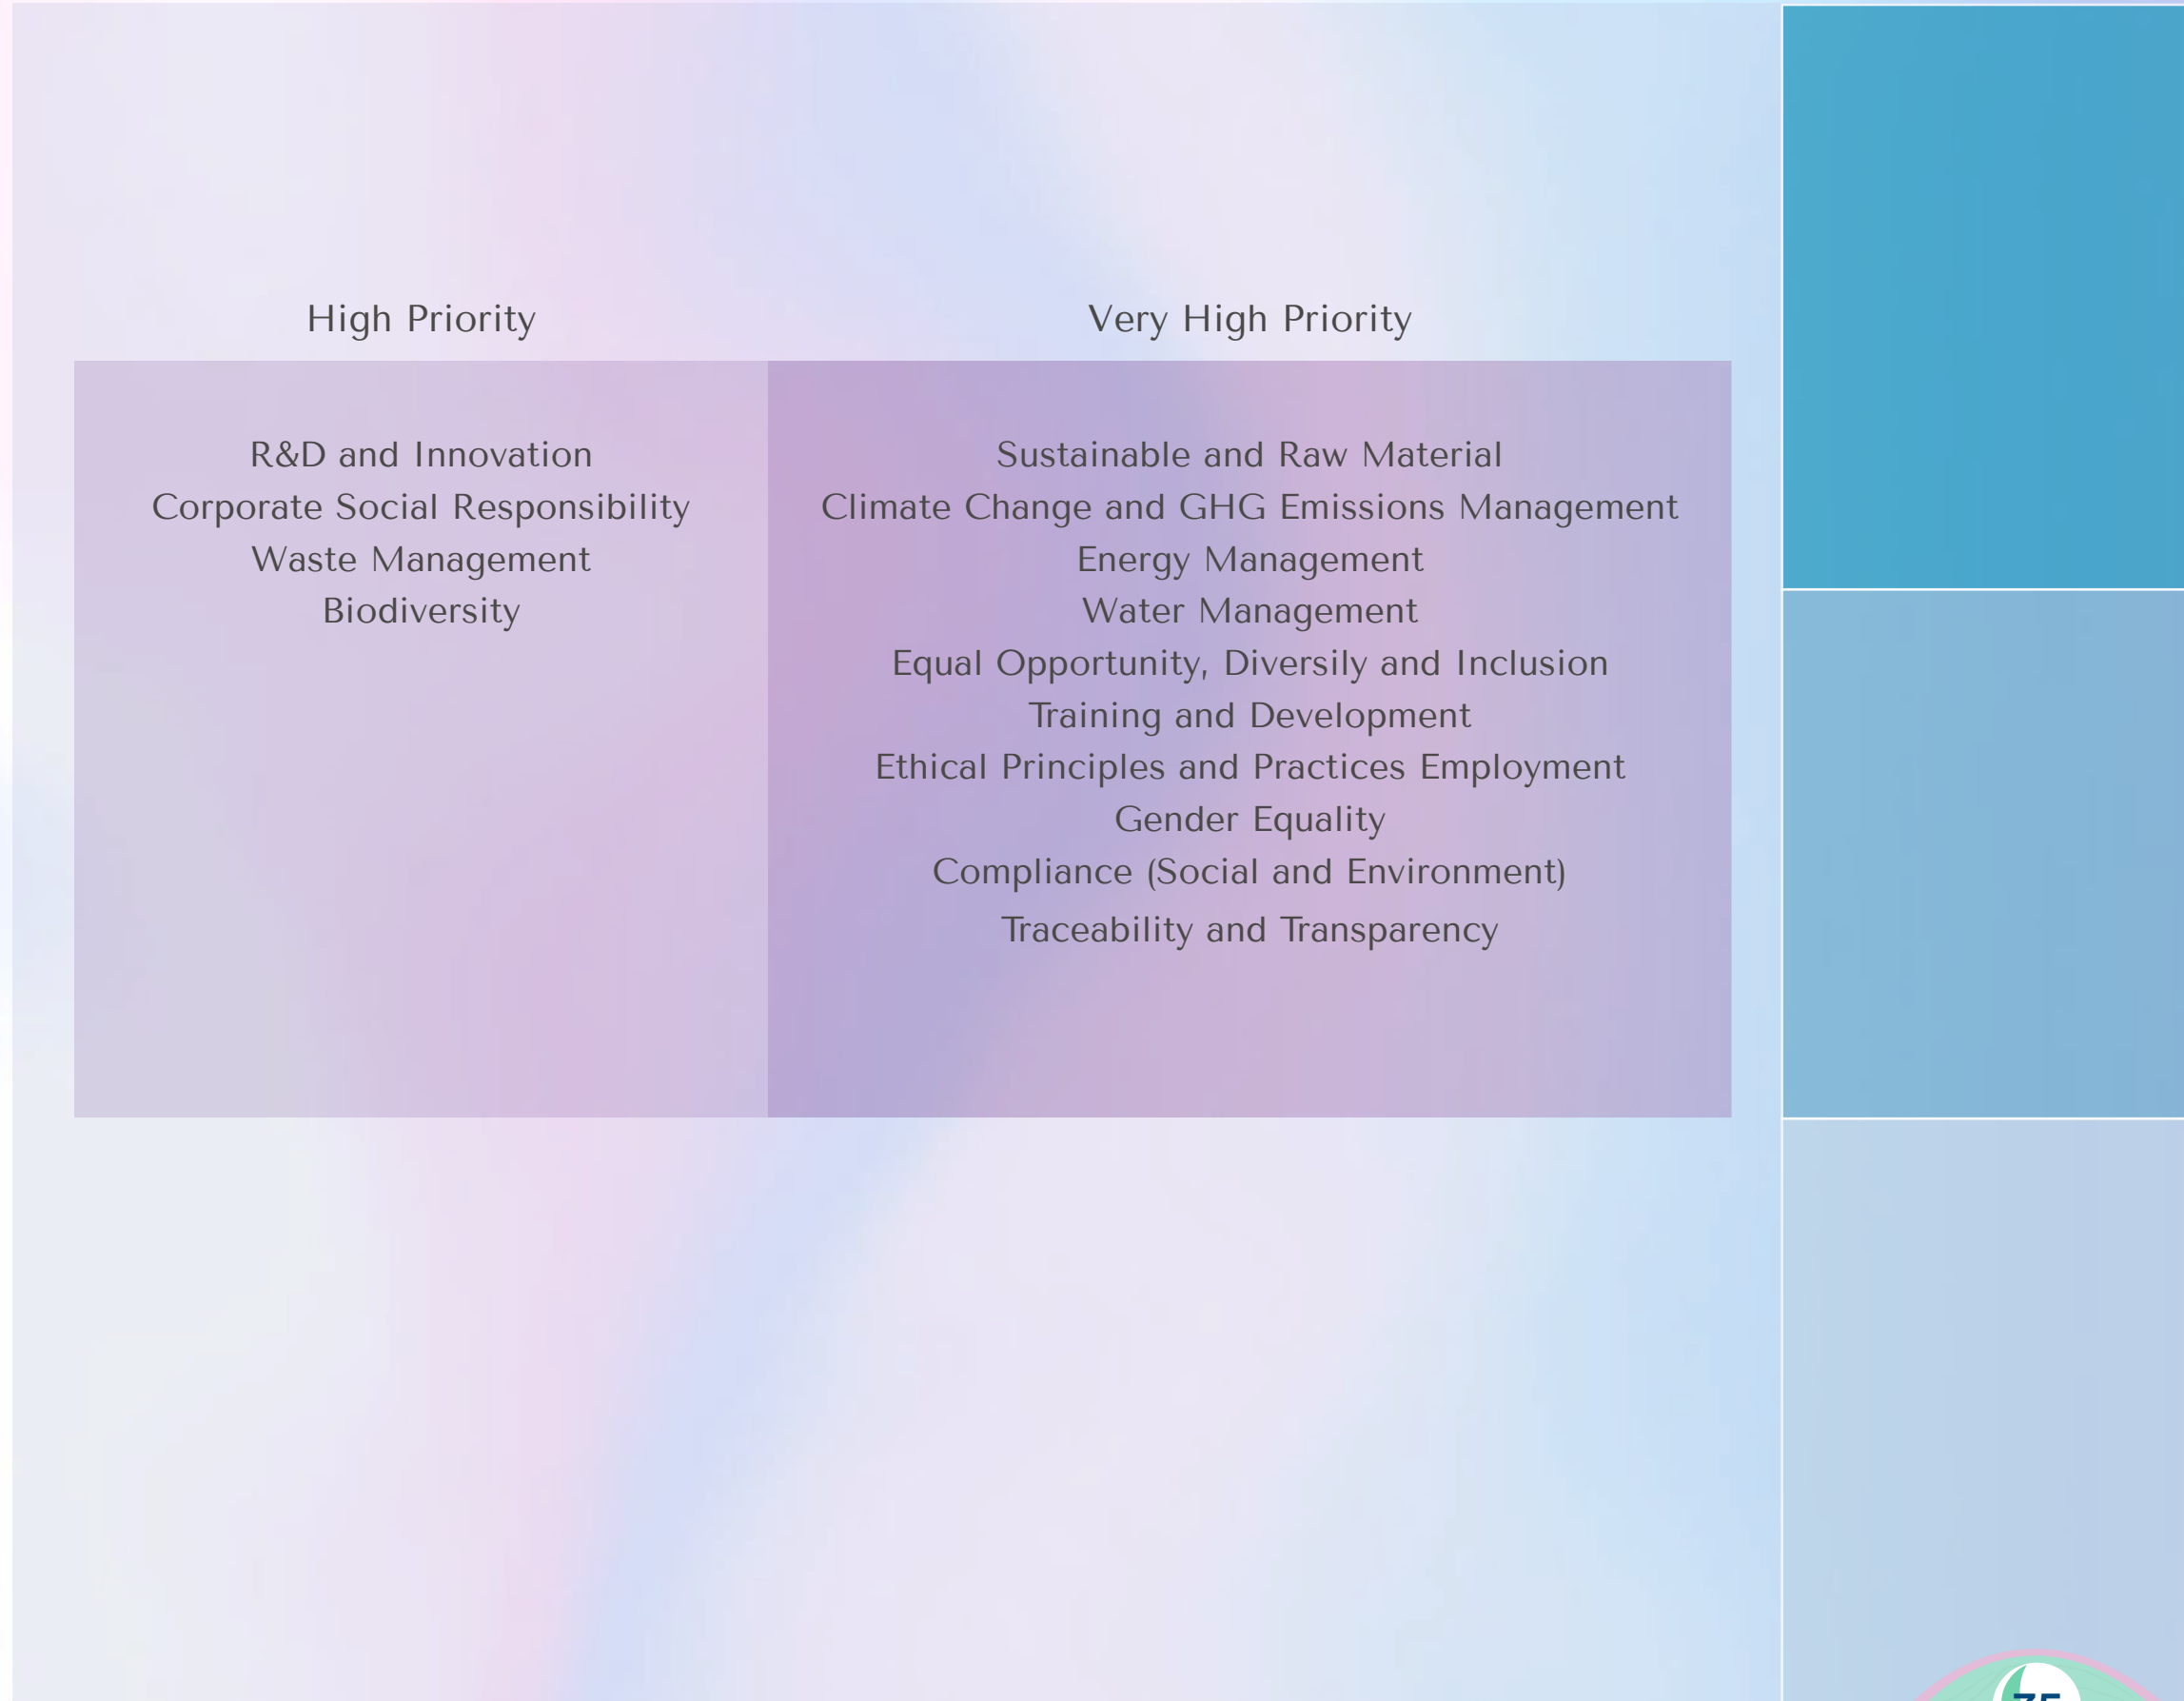 High Priority
Very High Priority
R&D and Innovation
Corporate Social Responsibility
Waste Management
Biodiversity
Sustainable and Raw Material
Climate Change and GHG Emissions Management
Energy Management
Water Management
Equal Opportunity, Diversily and Inclusion
Training and Development
Ethical Principles and Practices Employment
Gender Equality
Compliance (Social and Environment)
Traceability and Transparency